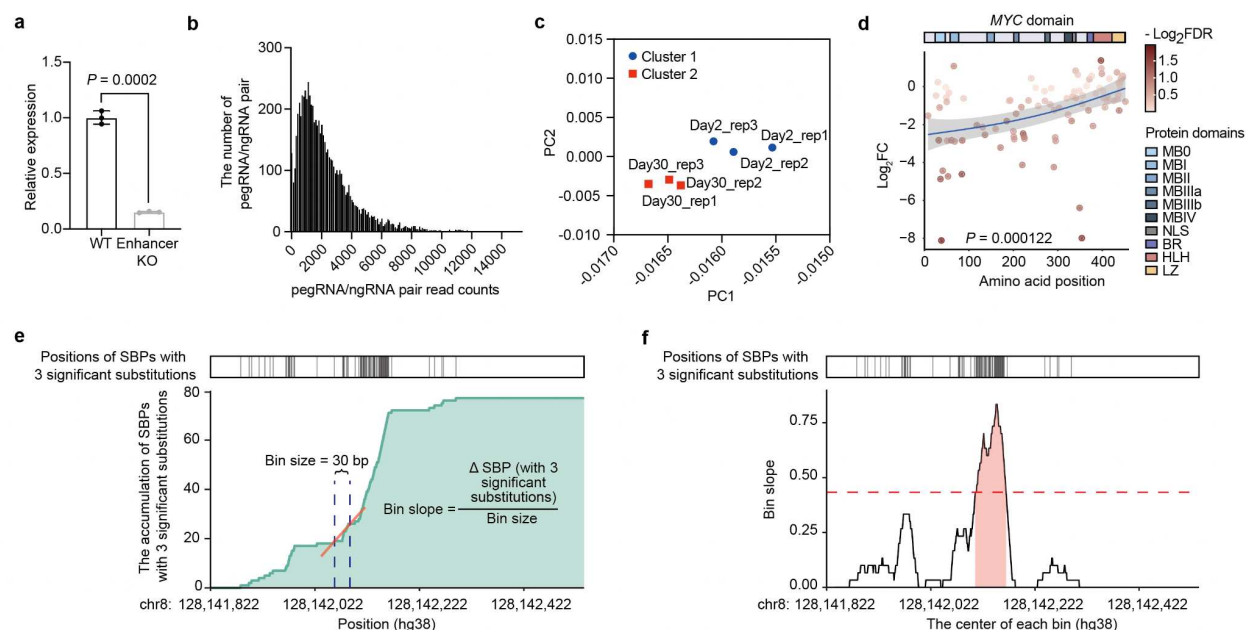 a
P = 0.0002
Relative expression
1.5
1.0
0.5
0.0
WT
Enhancer
KO
b
The number of
pegRNA/ngRNA pair
300
200
100
0
0
2000
4000
6000
8000
10000
12000
14000
pegRNA/ngRNA pair read counts
c
PC2
0.015
0.010
0.005
0.000
-0.005
-0.010
Cluster 1
Cluster 2
Day2_rep3
Day2_rep1
Day2_rep2
Day30_rep3
Day30_rep2
Day30_rep1
-0.0170
-0.0165
-0.0160
-0.0155
-0.0150
PC1
d
MYC domain
Log2FC
0
−2
−4
−6
−8
P = 0.000122
0
100
200
300
400
Amino acid position
- Log2FDR
1.5
1.0
0.5
Protein domains
MB0
MBI
MBII
MBIIIa
MBIIIb
MBIV
NLS
BR
HLH
LZ
e
Positions of SBPs with
3 significant substitutions
The accumulation of SBPs
with 3 significant substitutions
80
60
40
20
0
Bin size = 30 bp
Bin slope =
Δ SBP (with 3
significant
substitutions)
Bin size
chr8: 128,141,822
128,142,022
128,142,222
128,142,422
Position (hg38)
f
Positions of SBPs with
3 significant substitutions
Bin slope
0.75
0.50
0.25
0.00
chr8: 128,141,822
128,142,022
128,142,222
128,142,422
The center of each bin (hg38)